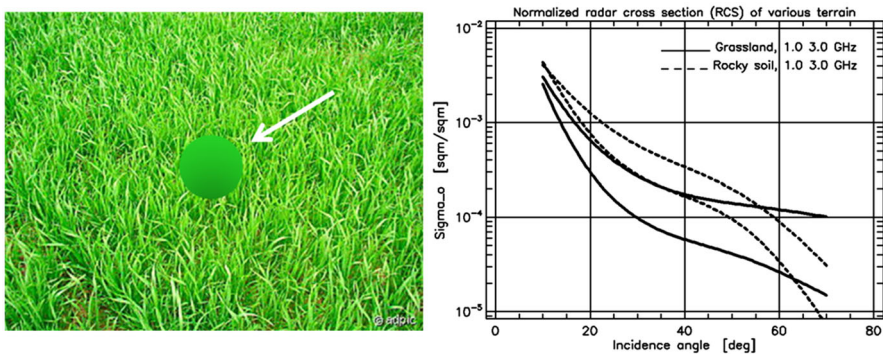 © adpic
Normalized radar cross section (RCS) of various terrain
Grassland, 1.0 3.0 GHz
Rocky soil, 1.0 3.0 GHz
Sigma_o [sqm/sqm]
10⁻²
10⁻³
10⁻⁴
10⁻⁵
0 20 40 60 80
Incidence angle [deg]